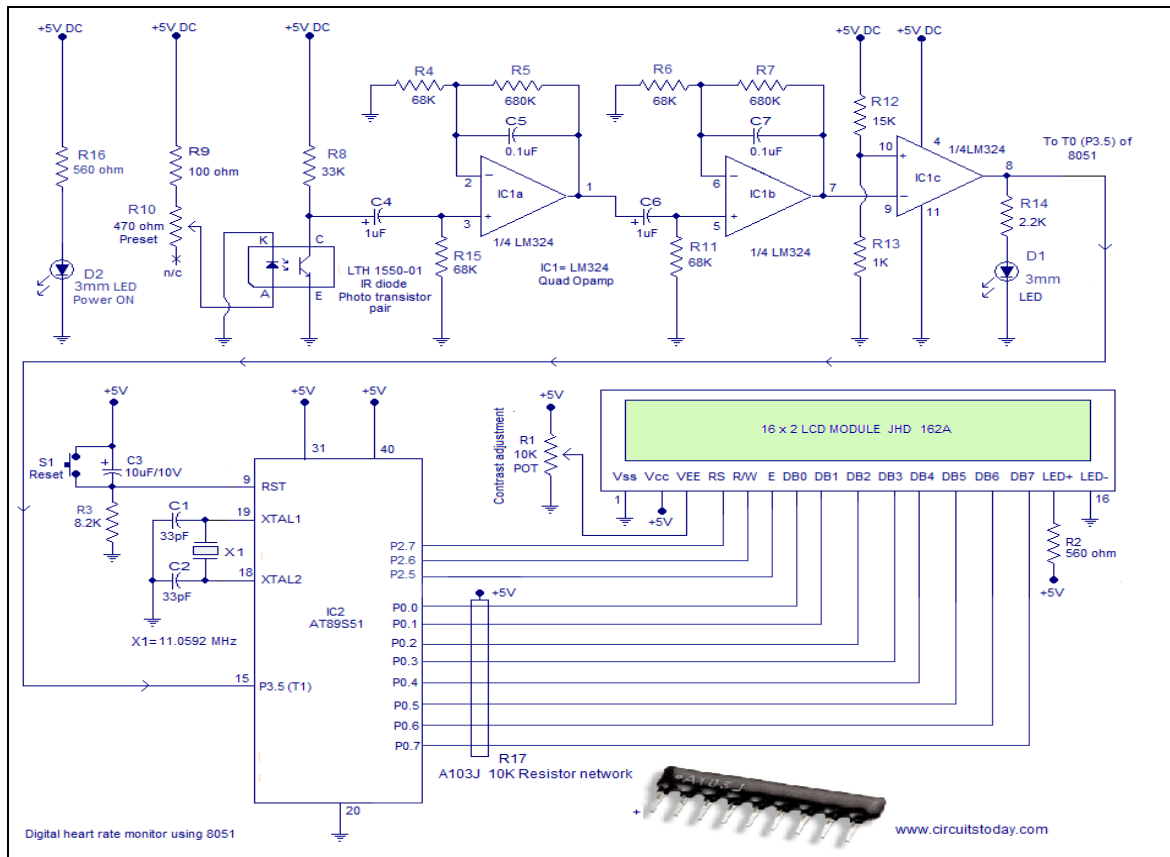 +5V DC
+5V DC
+5V DC
+5V DC
+5V DC
R4
68K
R5
680K
C5
0.1uF
R6
68K
R7
680K
C7
0.1uF
R12
15K
R16
560 ohm
R9
100 ohm
R8
33K
R10
470 ohm
Preset
n/c
C4
+
1uF
2
3
−
+
IC1a
1
1/4 LM324
R15
68K
C6
+
1uF
6
5
−
+
IC1b
7
1/4 LM324
R11
68K
10
9
+
−
4
1/4LM324
IC1c
11
8
To T0 (P3.5) of
8051
R14
2.2K
R13
1K
D1
3mm
LED
D2
3mm LED
Power ON
K
C
A
E
LTH 1550-01
IR diode
Photo transistor
pair
IC1= LM324
Quad Opamp
+5V
+5V
+5V
S1
Reset
+
C3
10uF/10V
R3
8.2K
C1
33pF
C2
33pF
X1
X1=11.0592 MHz
31
40
9
RST
19
XTAL1
18
XTAL2
IC2
AT89S51
15
P3.5 (T1)
20
P2.7
P2.6
P2.5
P0.0
P0.1
P0.2
P0.3
P0.4
P0.5
P0.6
P0.7
+5V
R17
A103J 10K Resistor network
+5V
Contrast adjustment
R1
10K
POT
16 x 2 LCD MODULE JHD 162A
Vss Vcc VEE RS R/W E DB0 DB1 DB2 DB3 DB4 DB5 DB6 DB7 LED+ LED-
1
16
+5V
R2
560 ohm
+5V
+
A103J
Digital heart rate monitor using 8051
www.circuitstoday.com